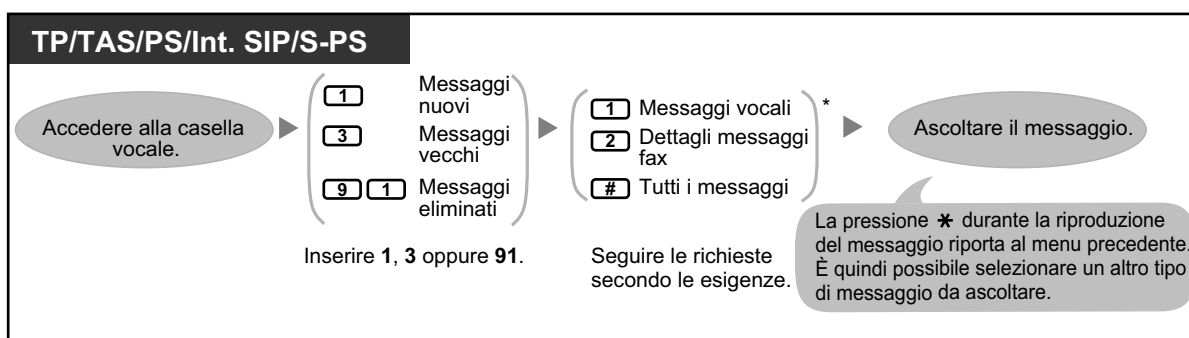 TP/TAS/PS/Int. SIP/S-PS
Accedere alla casella
vocale.
1 Messaggi
nuovi
3 Messaggi
vecchi
9 1 Messaggi
eliminati
Inserire 1, 3 oppure 91.
1 Messaggi vocali
2 Dettagli messaggi
fax
# Tutti i messaggi
*
Seguire le richieste
secondo le esigenze.
Ascoltare il messaggio.
La pressione * durante la riproduzione
del messaggio riporta al menu precedente.
È quindi possibile selezionare un altro tipo
di messaggio da ascoltare.